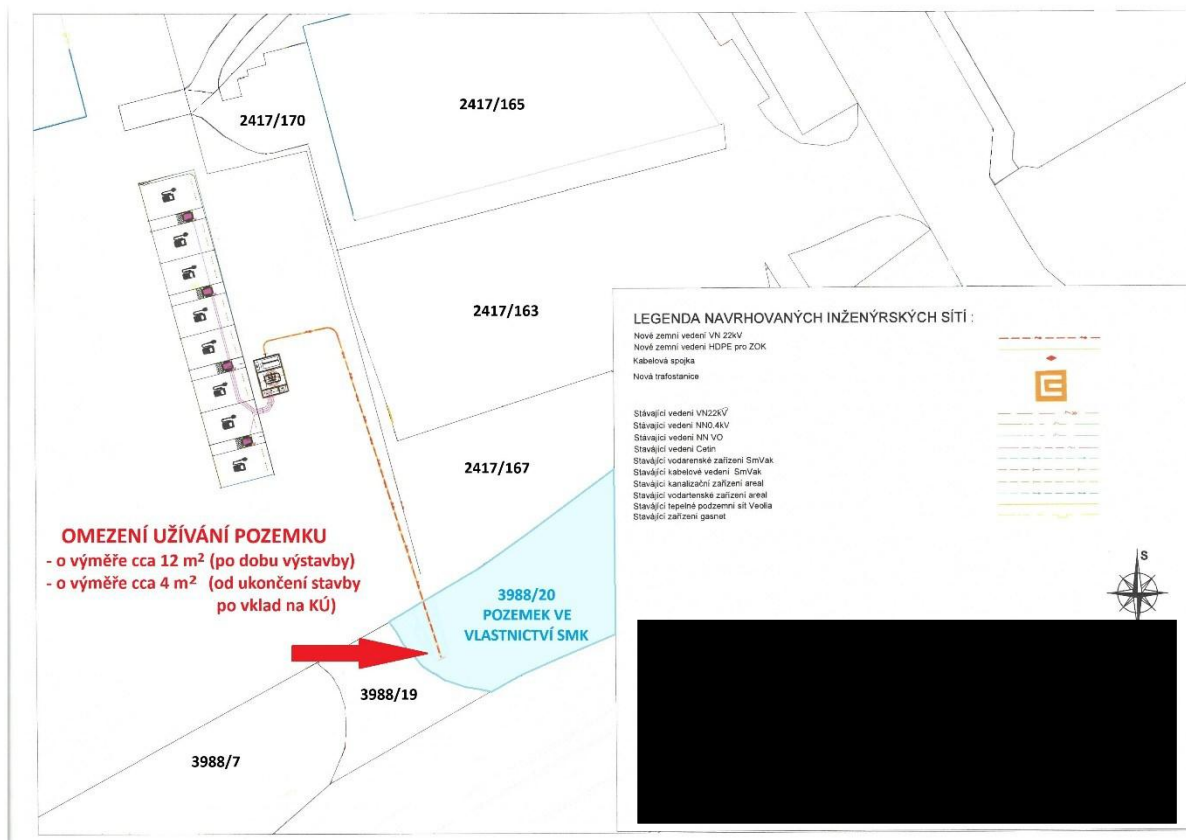 2417/165
2417/170
2417/163
LEGENDA NAVRHOVANÝCH INŽENÝRSKÝCH SÍTÍ :
Nové zemní vedení VN 22kV
Nové zemní vedení HDPE pro ZOK
Kabelová spojka
Nová trafostanice
Stávající vedení VN22kV
Stávající vedení NN0,4kV
Stávající vedení NN VO
Stávající vedení Cetin
Stávající vodarenské zařízení SmVak
Stávající kabelové vedení SmVak
Stávající kanalizační zařízení areal
Stávající vodartenské zařízení areal
Stávající tepelné podzemní síť Veolia
Stávající zařízení gasnet
2417/167
OMEZENÍ UŽÍVÁNÍ POZEMKU
- o výměře cca 12 m² (po dobu výstavby)
- o výměře cca 4 m² (od ukončení stavby
po vklad na KÚ)
S
3988/20
POZEMEK VE
VLASTNICTVÍ SMK
3988/19
3988/7